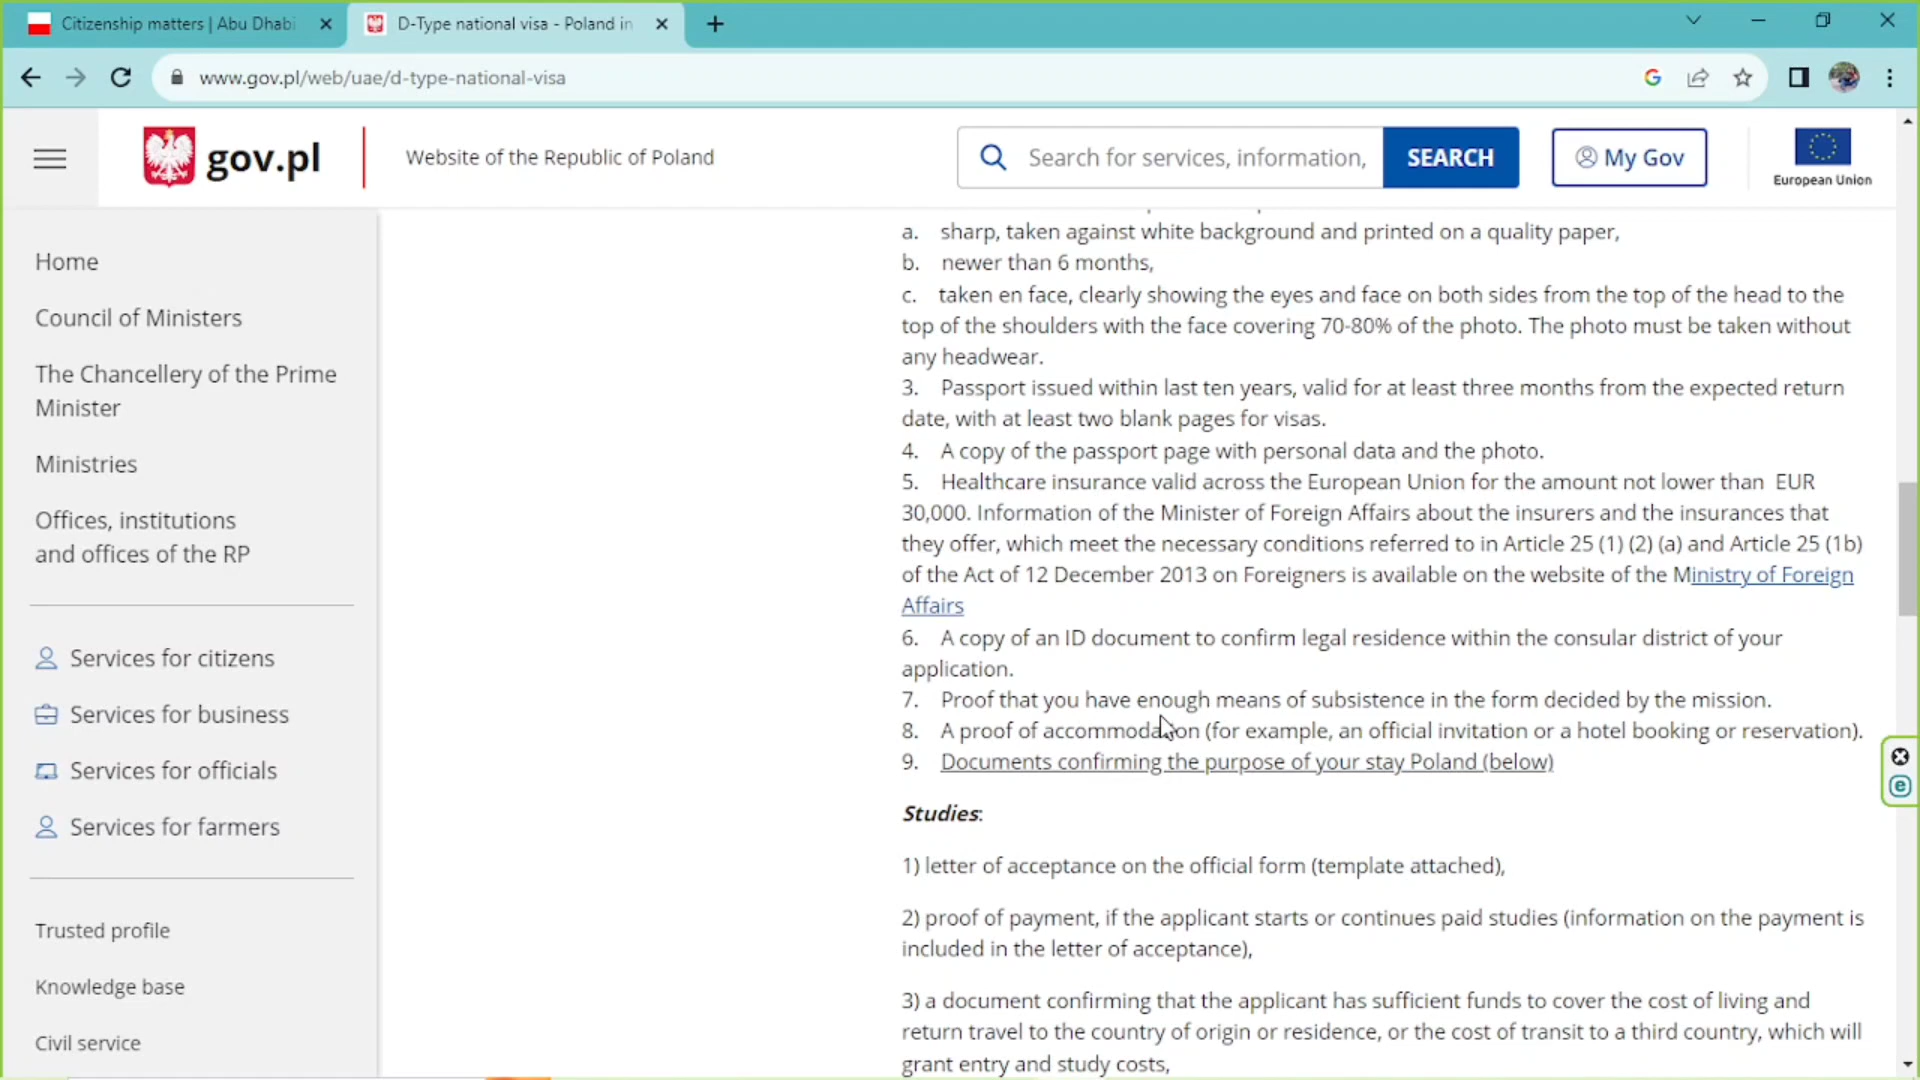 Citizenship matters | Abu Dhabi
D-Type national visa - Poland in
www.gov.pl/web/uae/d-type-national-visa
gov.pl
Website of the Republic of Poland
Search for services, information,
SEARCH
My Gov
European Union
Home
Council of Ministers
The Chancellery of the Prime
Minister
Ministries
Offices, institutions
and offices of the RP
Services for citizens
Services for business
Services for officials
Services for farmers
Trusted profile
Knowledge base
Civil service
a. sharp, taken against white background and printed on a quality paper,
b. newer than 6 months,
c. taken en face, clearly showing the eyes and face on both sides from the top of the head to the
top of the shoulders with the face covering 70-80% of the photo. The photo must be taken without
any headwear.
3. Passport issued within last ten years, valid for at least three months from the expected return
date, with at least two blank pages for visas.
4. A copy of the passport page with personal data and the photo.
5. Healthcare insurance valid across the European Union for the amount not lower than EUR
30,000. Information of the Minister of Foreign Affairs about the insurers and the insurances that
they offer, which meet the necessary conditions referred to in Article 25 (1) (2) (a) and Article 25 (1b)
of the Act of 12 December 2013 on Foreigners is available on the website of the Ministry of Foreign
Affairs
6. A copy of an ID document to confirm legal residence within the consular district of your
application.
7. Proof that you have enough means of subsistence in the form decided by the mission.
8. A proof of accommodation (for example, an official invitation or a hotel booking or reservation).
9. Documents confirming the purpose of your stay Poland (below)
Studies:
1) letter of acceptance on the official form (template attached),
2) proof of payment, if the applicant starts or continues paid studies (information on the payment is
included in the letter of acceptance),
3) a document confirming that the applicant has sufficient funds to cover the cost of living and
return travel to the country of origin or residence, or the cost of transit to a third country, which will
grant entry and study costs,